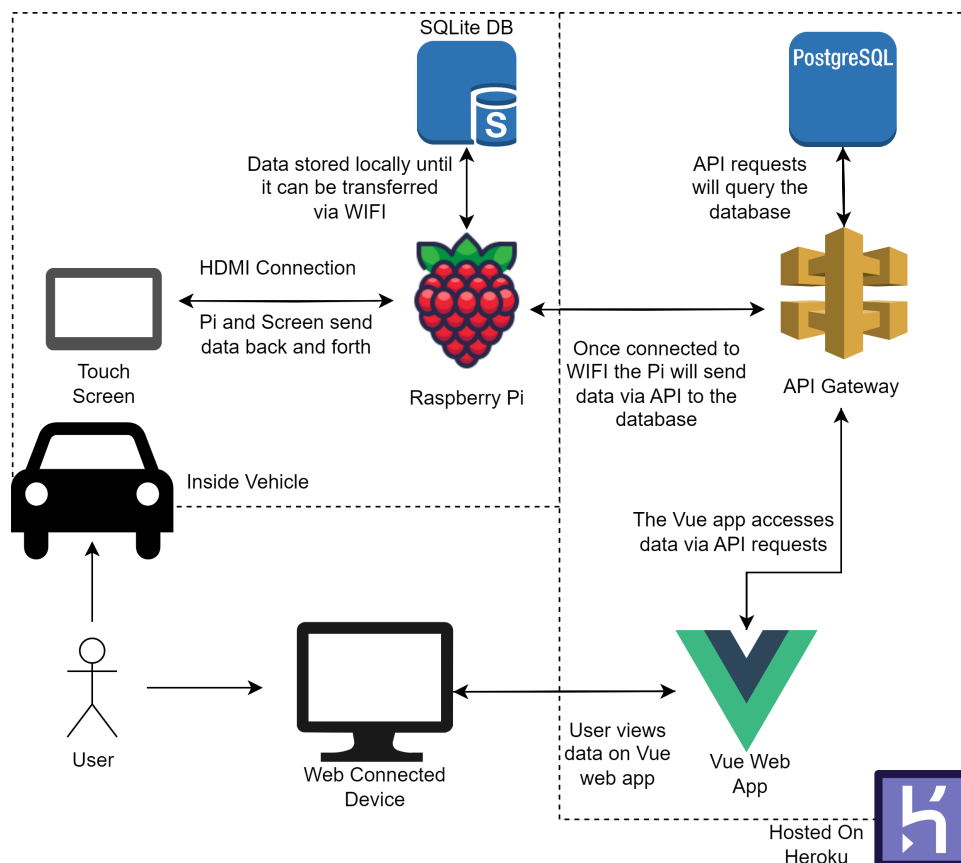 SQLite DB
PostgreSQL
S
Data stored locally until
it can be transferred
via WIFI
API requests
will query the
database
HDMI Connection
Pi and Screen send
data back and forth
Touch
Screen
Raspberry Pi
Once connected to
WIFI the Pi will send
data via API to the
database
API Gateway
Inside Vehicle
The Vue app accesses
data via API requests
User
Web Connected
Device
User views
data on Vue
web app
Vue Web
App
Hosted On
Heroku